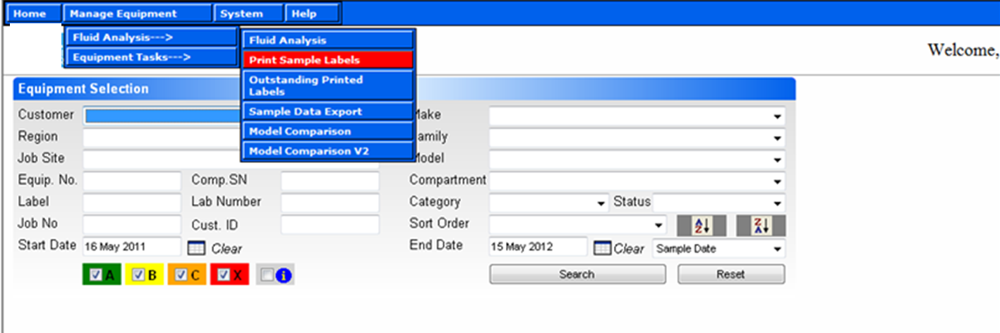 Home Manage Equipment System Help
Fluid Analysis--->
Equipment Tasks--->
Fluid Analysis
Print Sample Labels
Outstanding Printed
Labels
Sample Data Export
Model Comparison
Model Comparison V2
Welcome,
Equipment Selection
Customer
Make
Region
Family
Job Site
Model
Equip. No. Comp.SN Compartment
Label Lab Number Category Status
Job No Cust. ID Sort Order A Z Z A
Start Date 16 May 2011 Clear End Date 15 May 2012 Clear Sample Date
A B C X i Search Reset